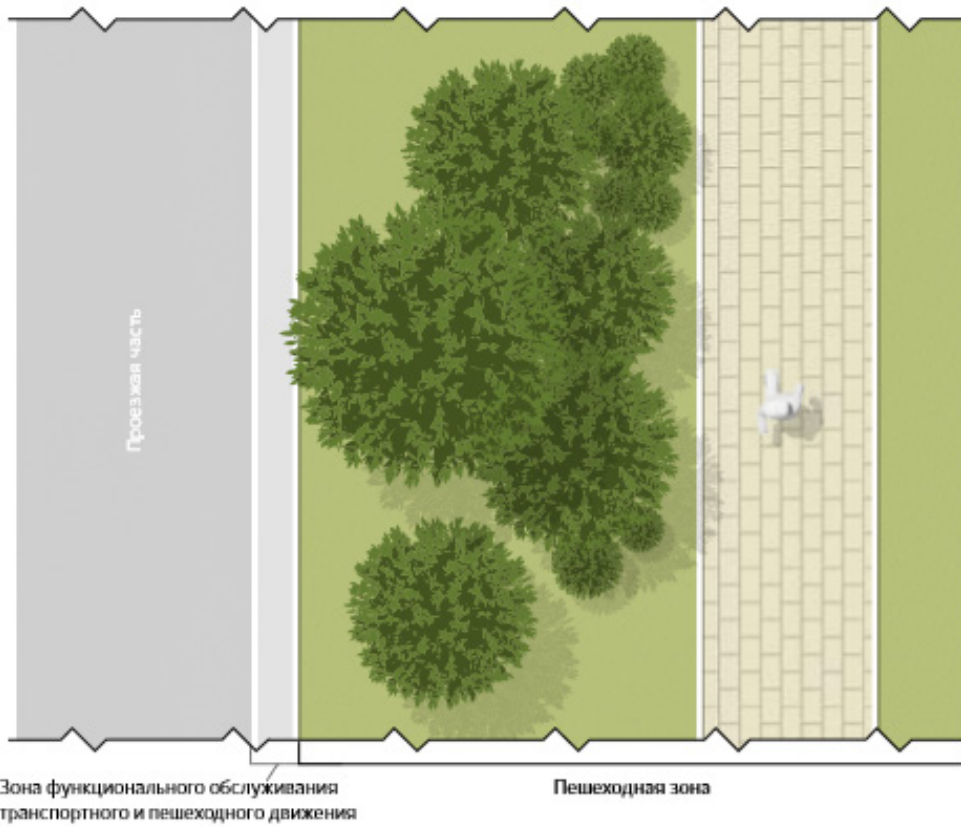 Проезжая часть
Зона функционального обслуживания
транспортного и пешеходного движения
Пешеходная зона